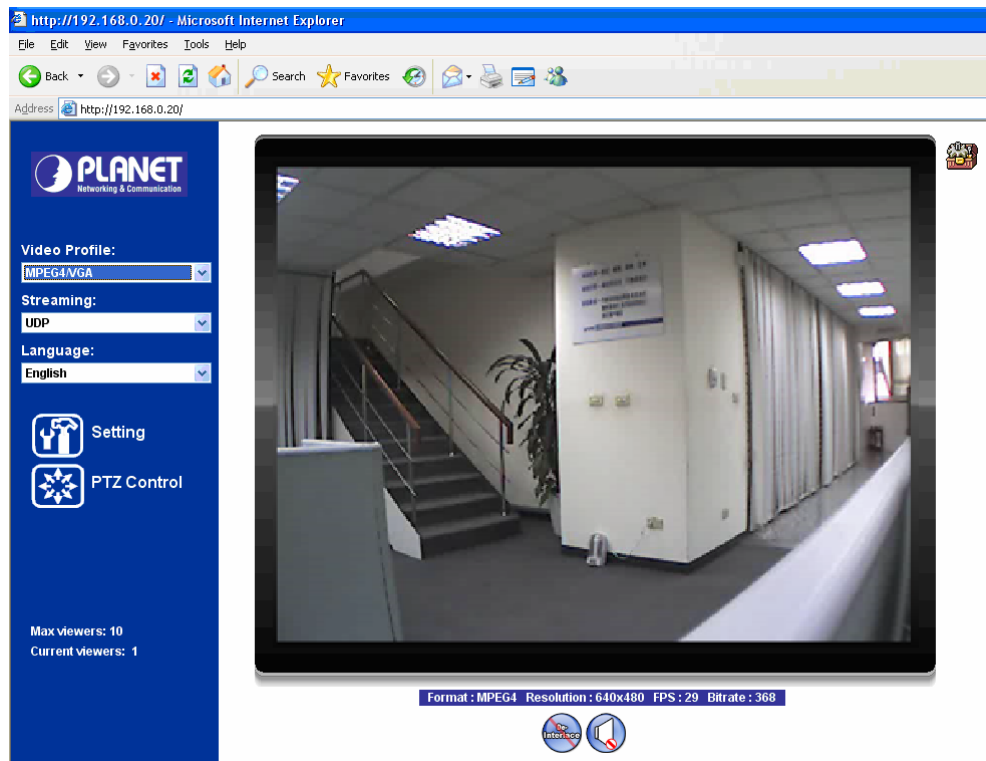 http://192.168.0.20/ - Microsoft Internet Explorer
File Edit View Favorites Tools Help
Back Search Favorites
Address http://192.168.0.20/
PLANET
Networking & Communication
Video Profile:
MPEG4/VGA
Streaming:
UDP
Language:
English
Setting
PTZ Control
Max viewers: 10
Current viewers: 1
Format : MPEG4 Resolution : 640x480 FPS : 29 Bitrate : 368
De-
Interlace